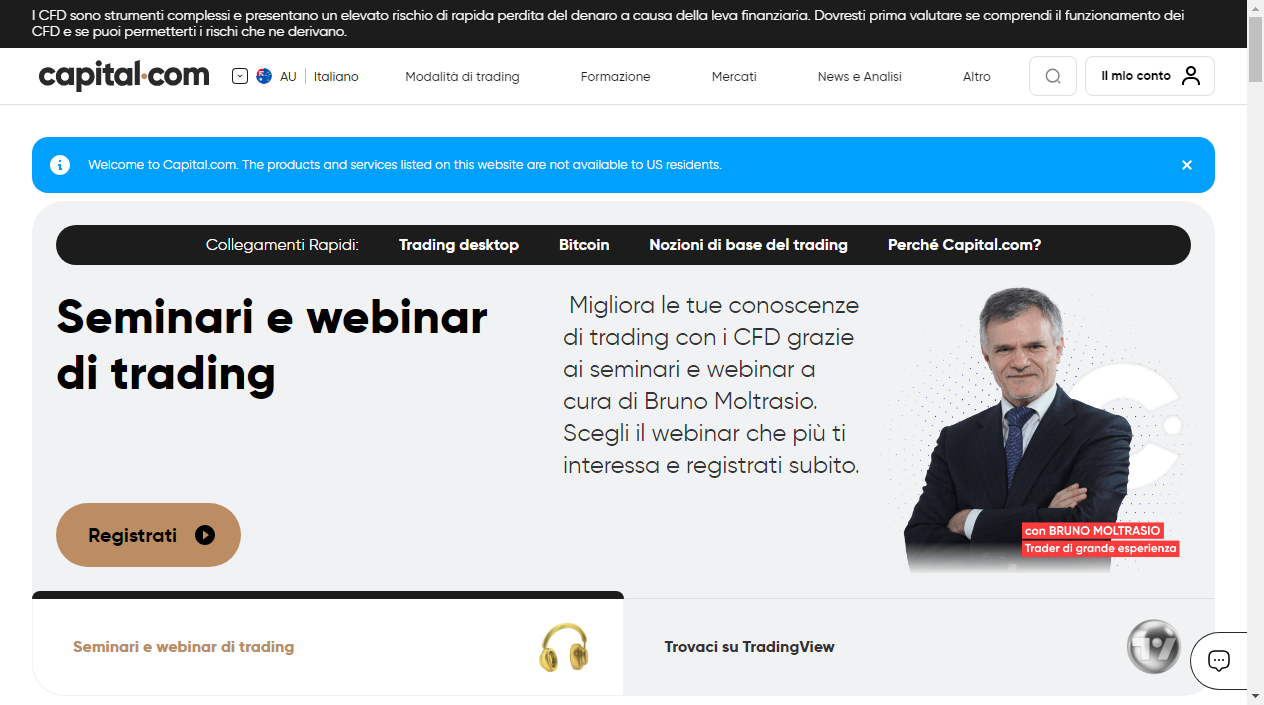 I CFD sono strumenti complessi e presentano un elevato rischio di rapida perdita del denaro a causa della leva finanziaria. Dovresti prima valutare se comprendi il funzionamento dei
CFD e se puoi permetterti i rischi che ne derivano.
capital.com
AU
Italiano
Modalità di trading
Formazione
Mercati
News e Analisi
Altro
Il mio conto
Welcome to Capital.com. The products and services listed on this website are not available to US residents.
Collegamenti Rapidi:
Trading desktop
Bitcoin
Nozioni di base del trading
Perché Capital.com?
Seminari e webinar
di trading
Migliora le tue conoscenze
di trading con i CFD grazie
ai seminari e webinar a
cura di Bruno Moltrasio.
Scegli il webinar che più ti
interessa e registrati subito.
Registrati
con BRUNO MOLTRASIO
Trader di grande esperienza
Seminari e webinar di trading
Trovaci su TradingView